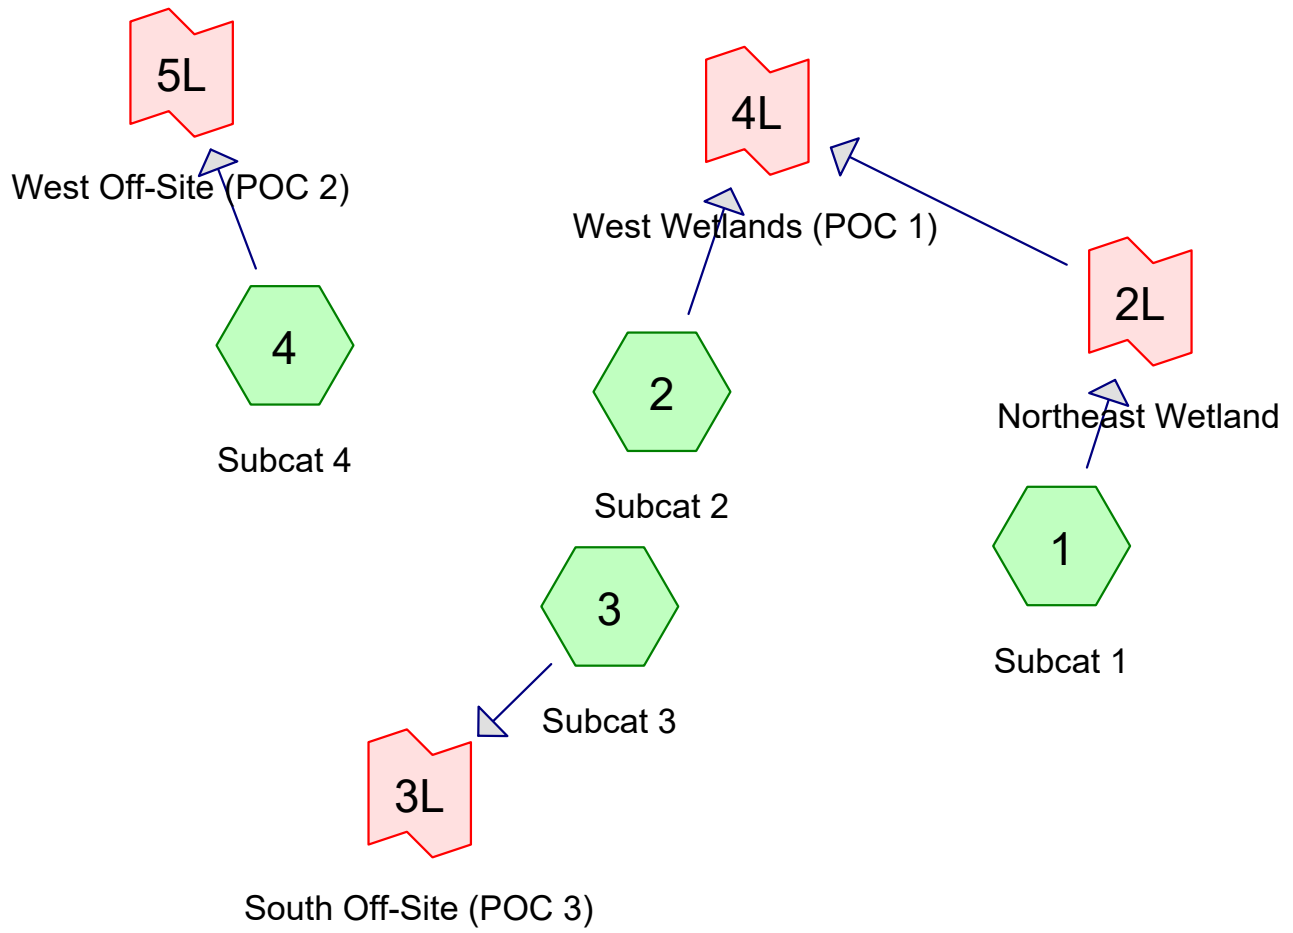 5L
West Off-Site (POC 2)
4L
West Wetlands (POC 1)
2L
Northeast Wetland
4
Subcat 4
2
Subcat 2
1
Subcat 1
3
Subcat 3
3L
South Off-Site (POC 3)